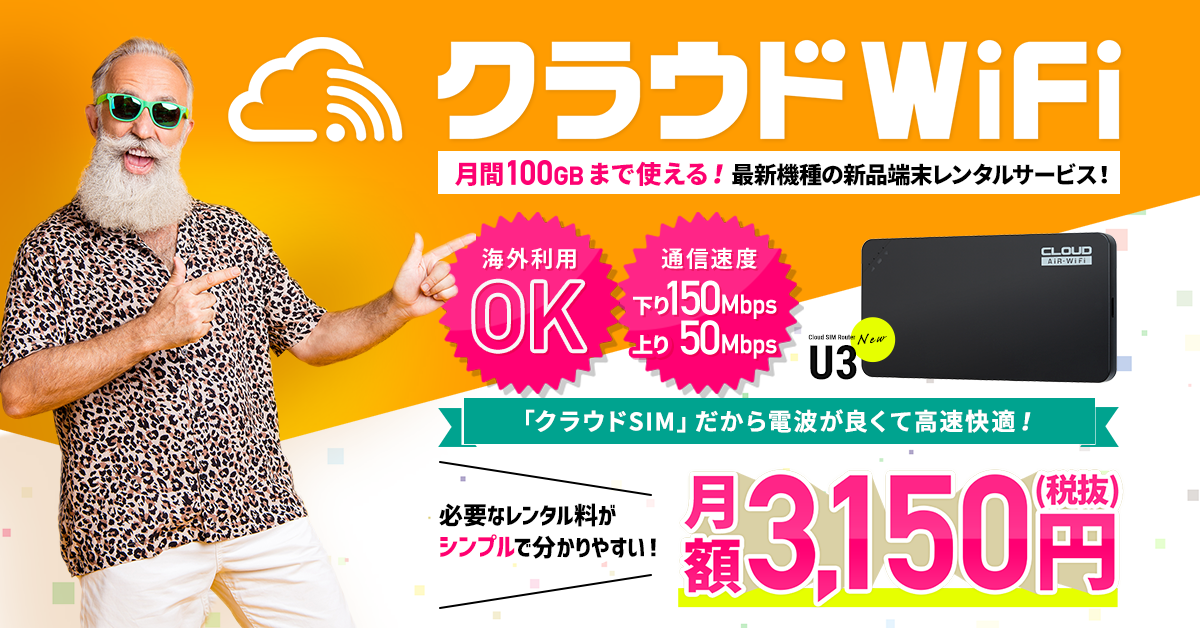 クラウドWiFi
月間100GBまで使える！最新機種の新品端末レンタルサービス！
海外利用
OK
通信速度
下り150Mbps
上り 50Mbps
CLOUD
AiR-WiFi
Cloud SIM Router
New
U3
「クラウドSIM」だから電波が良くて高速快適！
必要なレンタル料が
シンプルで分かりやすい！
月額3,150円(税抜)